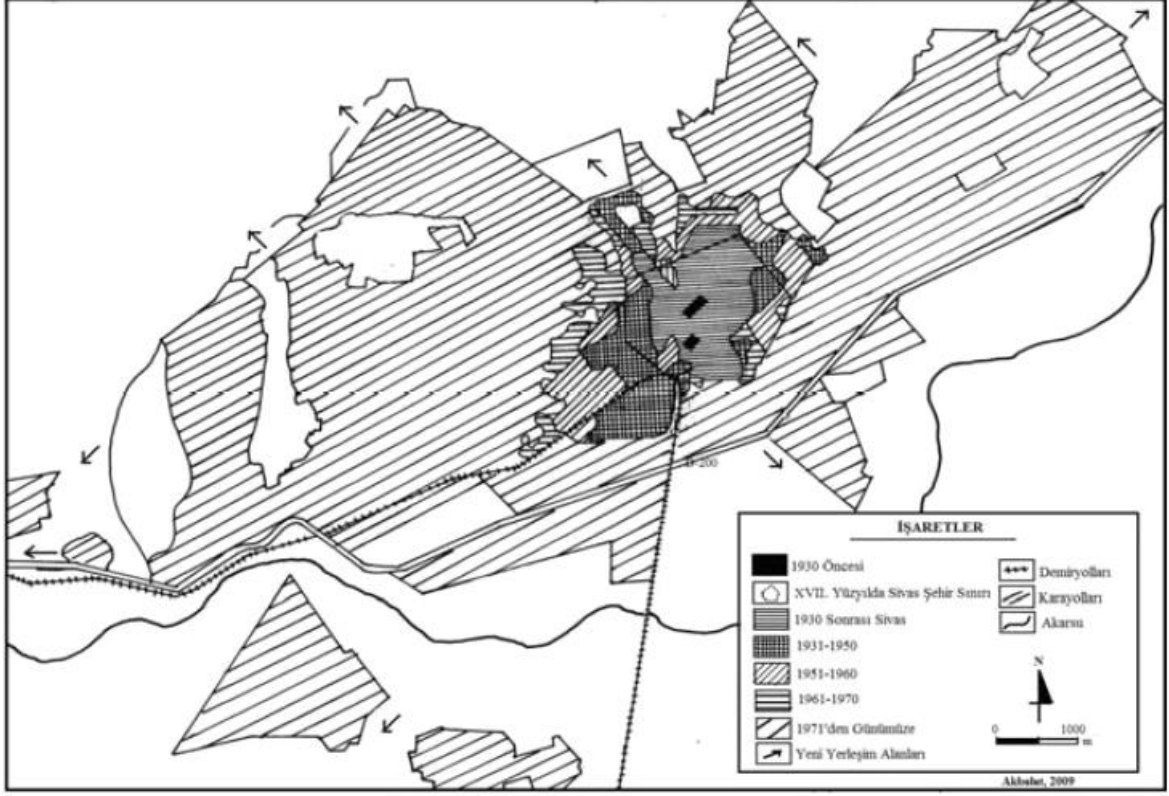 D-200
İŞARETLER
1930 Öncesi
XVII. Yüzyılda Sivas Şehir Sınırı
1930 Sonrası Sivas
1931-1950
1951-1960
1961-1970
1971'den Günümüze
Yeni Yerleşim Alanları
Demiryolları
Karayolları
Akarsu
N
0 1000
m
Akbulut, 2009